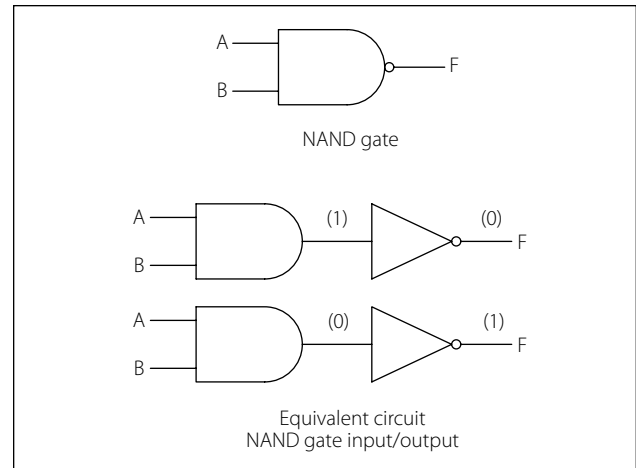 A
B
F
NAND gate
A
B
(1)
(0)
F
A
B
(0)
(1)
F
Equivalent circuit
NAND gate input/output